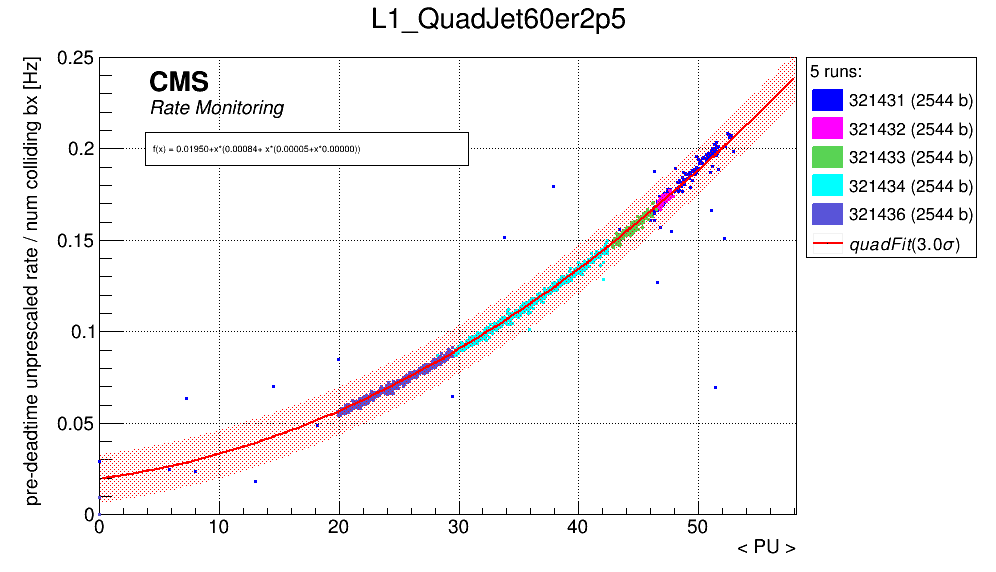 L1_QuadJet60er2p5
pre-deadtime unprescaled rate / num colliding bx [Hz]
0.25
0.2
0.15
0.1
0.05
0
CMS
Rate Monitoring
f(x) = 0.01950+x*(0.00084+ x*(0.00005+x*0.00000))
0 10 20 30 40 50
< PU >
5 runs:
321431 (2544 b)
321432 (2544 b)
321433 (2544 b)
321434 (2544 b)
321436 (2544 b)
quadFit(3.0σ)